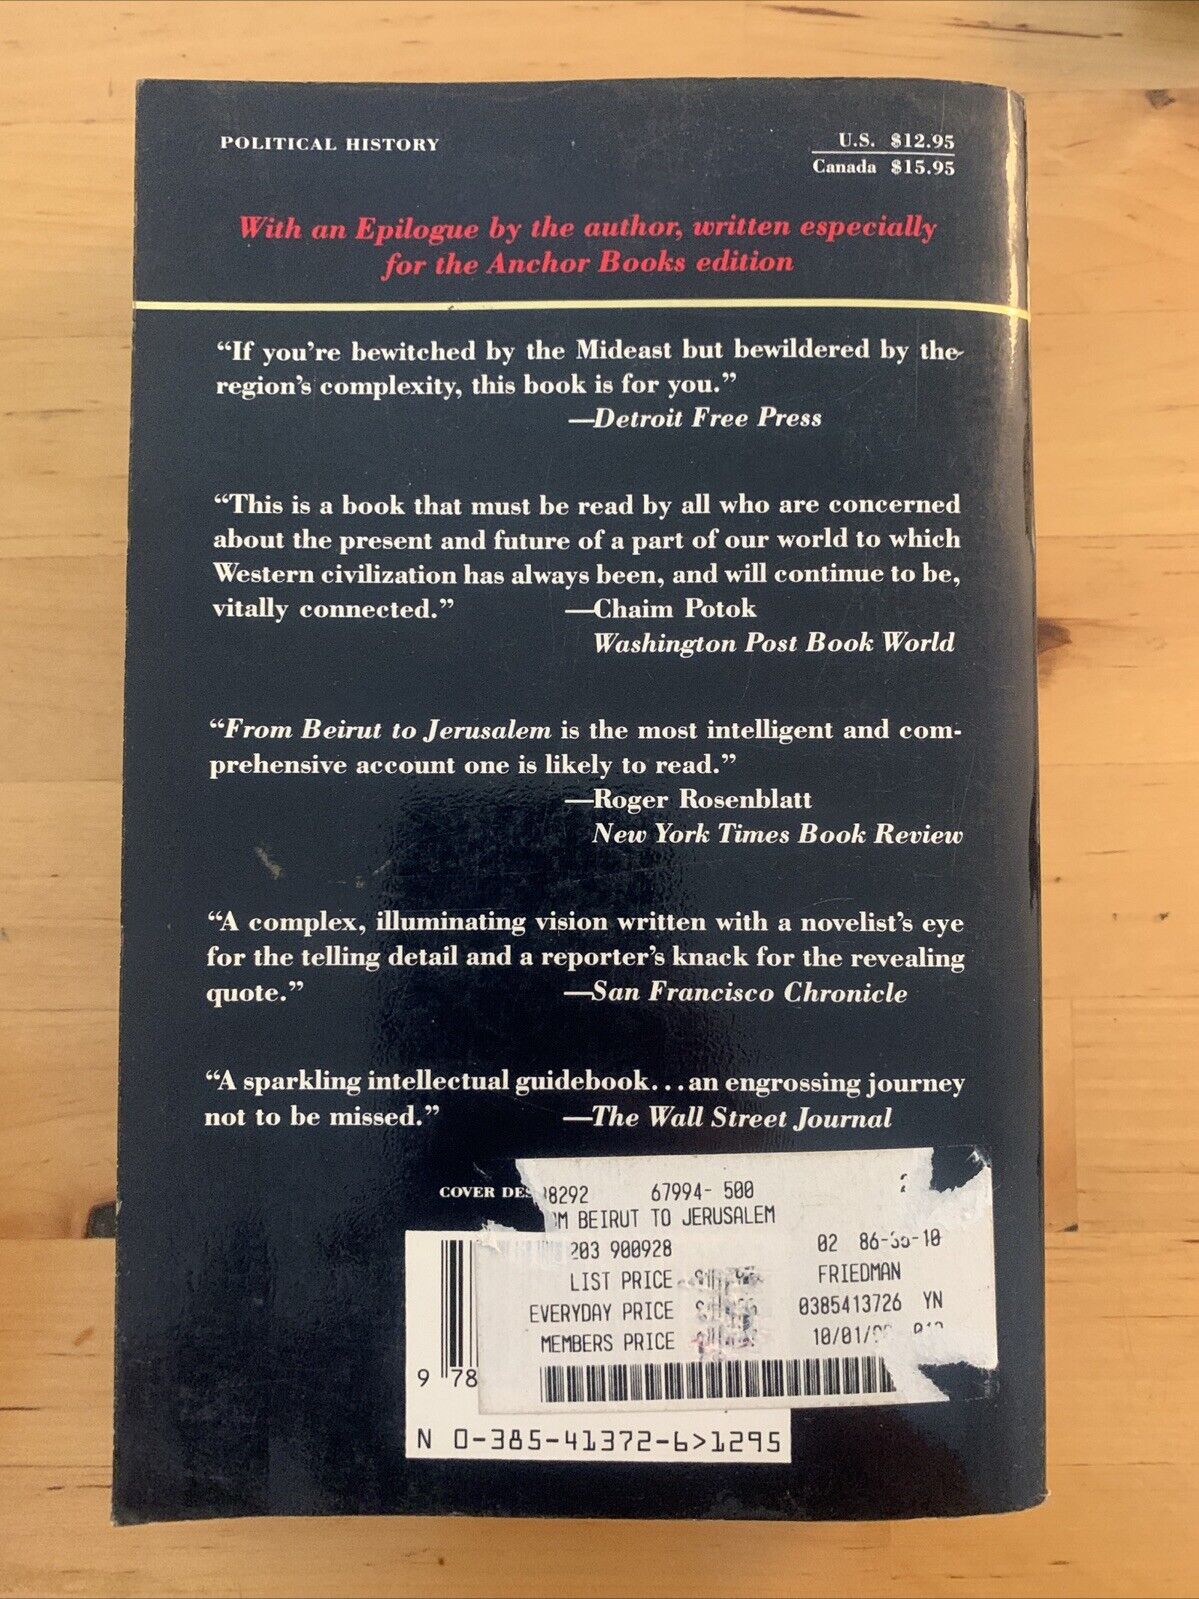 POLITICAL HISTORY
U.S. $12.95
Canada $15.95
With an Epilogue by the author, written especially
for the Anchor Books edition
“If you're bewitched by the Mideast but bewildered by the
region's complexity, this book is for you.”
—Detroit Free Press
“This is a book that must be read by all who are concerned
about the present and future of a part of our world to which
Western civilization has always been, and will continue to be,
vitally connected.” —Chaim Potok
Washington Post Book World
“From Beirut to Jerusalem is the most intelligent and com-
prehensive account one is likely to read.”
—Roger Rosenblatt
New York Times Book Review
“A complex, illuminating vision written with a novelist's eye
for the telling detail and a reporter's knack for the revealing
quote.” —San Francisco Chronicle
“A sparkling intellectual guidebook...an engrossing journey
not to be missed.” —The Wall Street Journal
COVER DES
8292 67994- 500
M BEIRUT TO JERUSALEM
203 900928 02
LIST PRICE FRIEDMAN
EVERYDAY PRICE 0385413726 YN
MEMBERS PRICE 10/01/
9 78
N 0-385-41372-6>1295